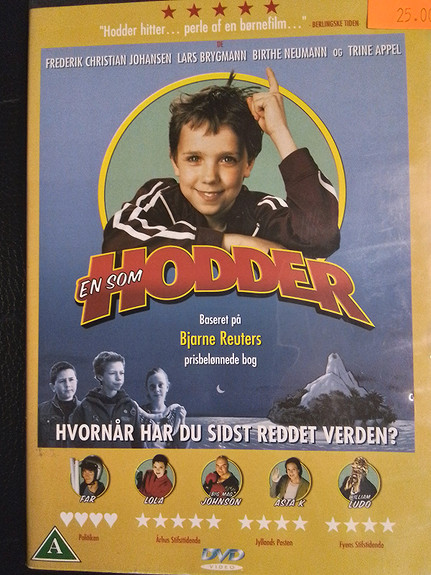 25.00
"Hodder hitter... perle af en børnefilm..." BERLINGSKE TIDEN
DE
FREDERIK CHRISTIAN JOHANSEN LARS BRYGMANN BIRTHE NEUMANN OG TRINE APPEL
EN SOM
HODDER
Baseret på
Bjarne Reuters
prisbelønnede bog
HVORNÅR HAR DU SIDST REDDET VERDEN?
FAR
LOLA
"BIG MAC" JOHNSON
ASTA K
WILLIAM LUDO
Politiken
Århus Stiftstidende
Jyllands Posten
Fyens Stiftstidende
A
DVD
VIDEO